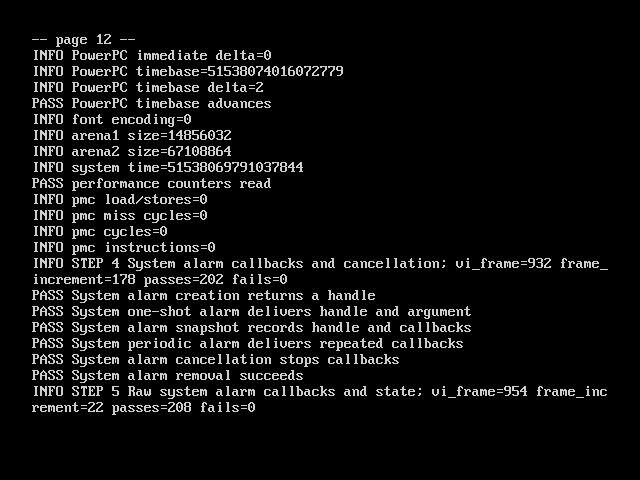 -- page 12 --
INFO PowerPC immediate delta=0
INFO PowerPC timebase=51538074016072779
INFO PowerPC timebase delta=2
PASS PowerPC timebase advances
INFO font encoding=0
INFO arena1 size=14856032
INFO arena2 size=67108864
INFO system time=51538069791037844
PASS performance counters read
INFO pmc load/stores=0
INFO pmc miss cycles=0
INFO pmc cycles=0
INFO pmc instructions=0
INFO STEP 4 System alarm callbacks and cancellation; vi_frame=932 frame_
increment=178 passes=202 fails=0
PASS System alarm creation returns a handle
PASS System one-shot alarm delivers handle and argument
PASS System alarm snapshot records handle and callbacks
PASS System periodic alarm delivers repeated callbacks
PASS System alarm cancellation stops callbacks
PASS System alarm removal succeeds
INFO STEP 5 Raw system alarm callbacks and state; vi_frame=954 frame_inc
rement=22 passes=208 fails=0